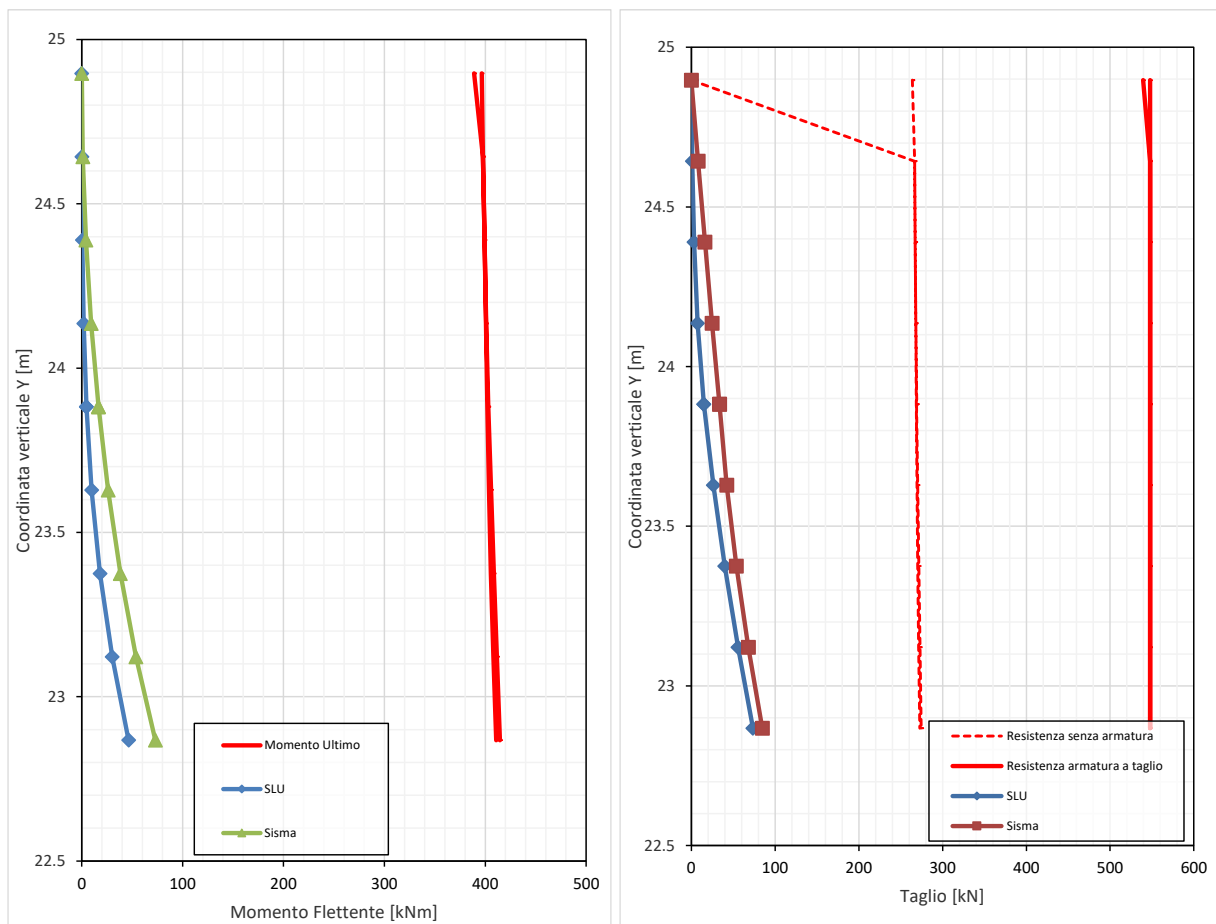 25
24.5
24
23.5
23
22.5
0
100
200
300
400
500
Coordinata verticale Y [m]
Momento Flettente [kNm]
Momento Ultimo
SLU
Sisma
25
24.5
24
23.5
23
22.5
0
100
200
300
400
500
600
Coordinata verticale Y [m]
Taglio [kN]
Resistenza senza armatura
Resistenza armatura a taglio
SLU
Sisma